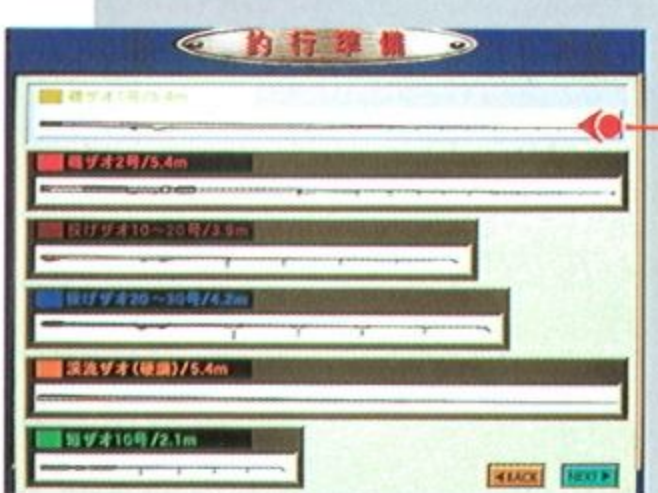 釣行準備
磯ザオ1号/5.4m
磯ザオ2号/5.4m
投げザオ10〜20号/3.9m
投げザオ20〜30号/4.2m
渓流ザオ(硬調)/5.4m
短ザオ10号/2.1m
◀BACK NEXT▶